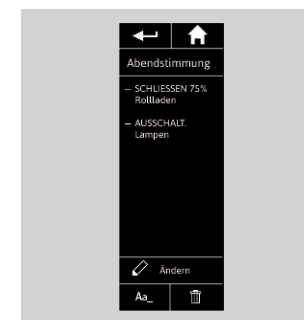 Abendstimmung
– SCHLIESSEN 75%
Rollladen
– AUSSCHALT.
Lampen
Ändern
Aa_